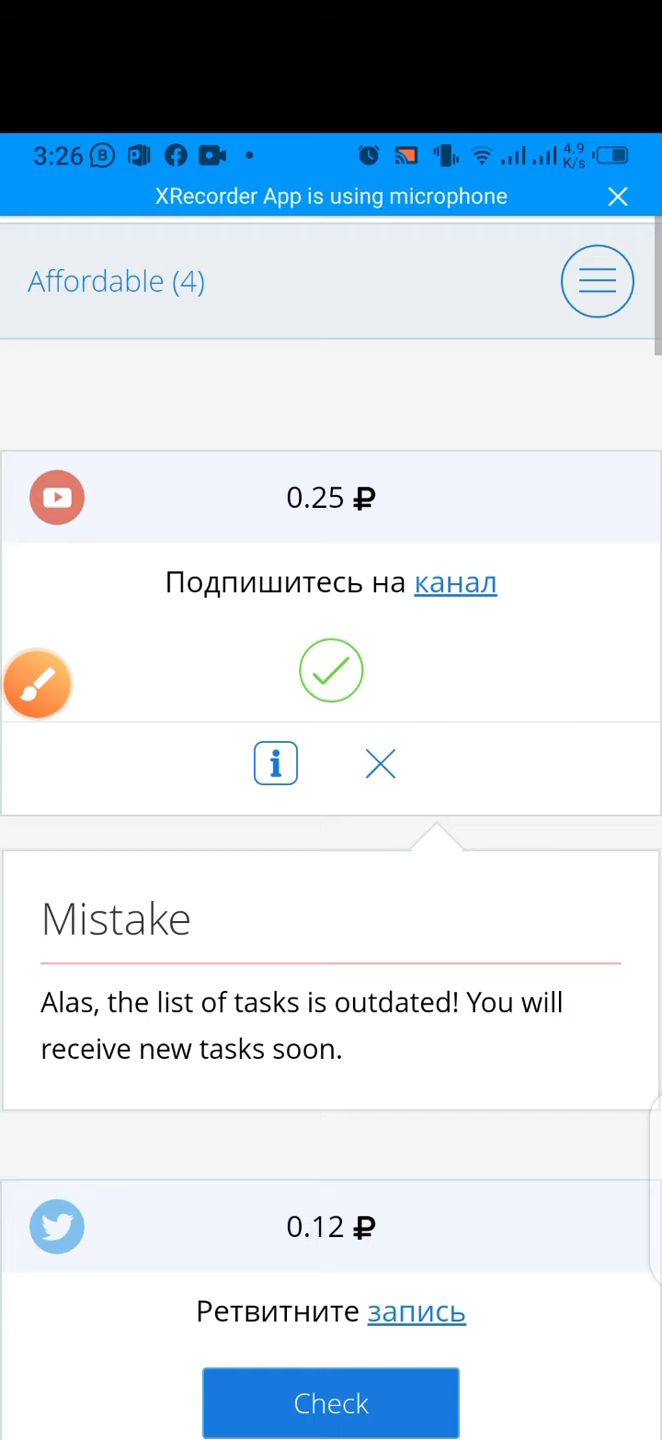 3:26
4.9
K/s
XRecorder App is using microphone
Affordable (4)
0.25 ₽
Подпишитесь на канал
Mistake
Alas, the list of tasks is outdated! You will
receive new tasks soon.
0.12 ₽
Ретвитните запись
Check